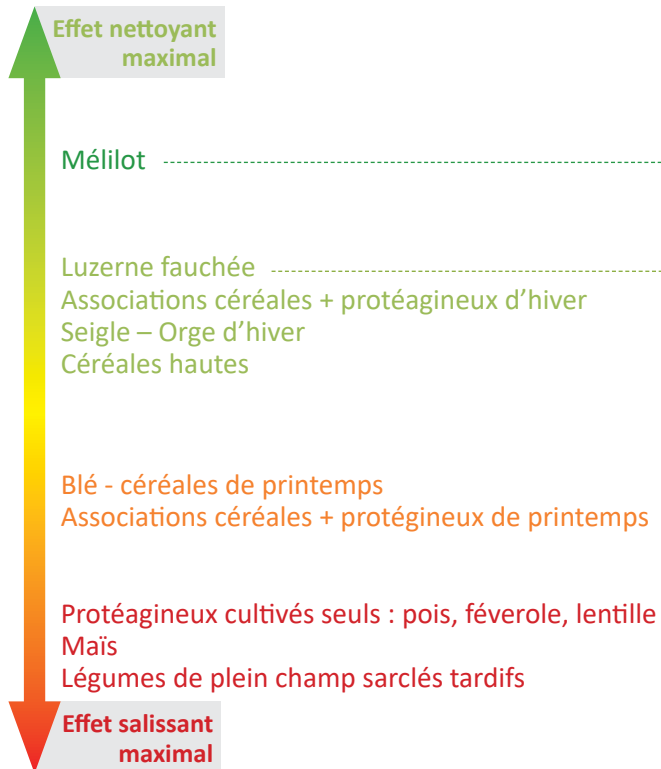 Effet nettoyant
maximal
Mélilot
Luzerne fauchée
Associations céréales + protéagineux d’hiver
Seigle – Orge d’hiver
Céréales hautes
Blé - céréales de printemps
Associations céréales + protégineux de printemps
Protéagineux cultivés seuls : pois, féverole, lentille
Maïs
Légumes de plein champ sarclés tardifs
Effet salissant
maximal